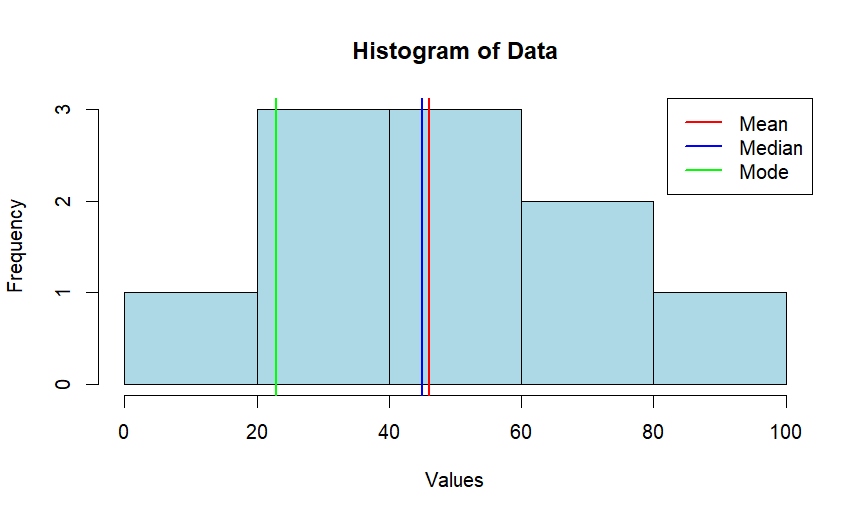 Histogram of Data
Mean
Median
Mode
Frequency
3
2
1
0
0 20 40 60 80 100
Values